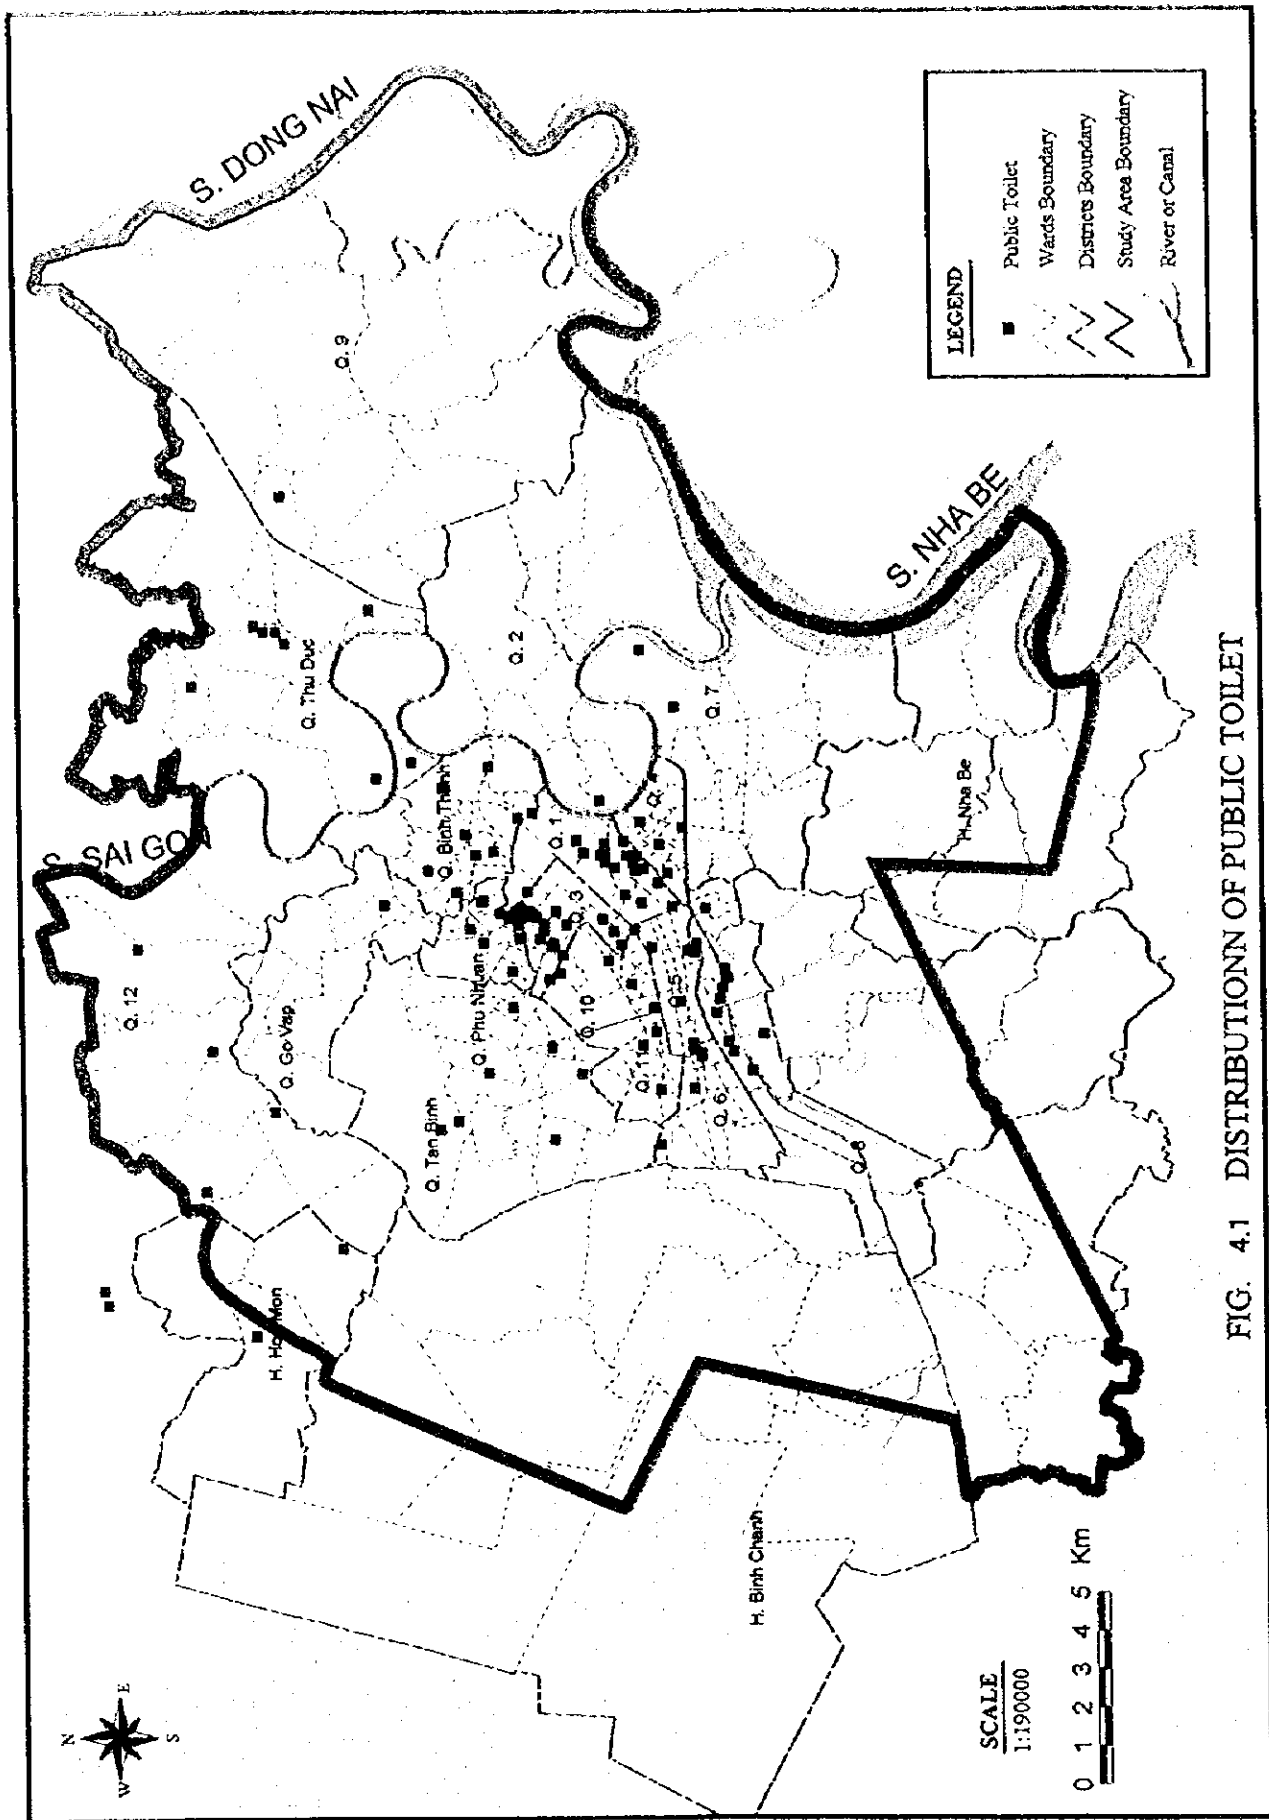 S. DONG NAI
S. SAI GO
S. NHA BE
Q. 9
Q. Thu Duc
Q. 2
Q. 7
Q. 12
Q. Go Vap
Q. Binh Thanh
Q. Phu Nhuan
Q. Tan Binh
Q. 1
Q. 3
Q. 10
Q. 5
Q. 11
Q. 6
Q. 8
H. Nha Be
H. Binh Chanh
N
E
S
W
LEGEND
Public Toilet
Wards Boundary
Districts Boundary
Study Area Boundary
River or Canal
SCALE
1:190000
0 1 2 3 4 5 Km
FIG. 4.1 DISTRIBUTIONN OF PUBLIC TOILET